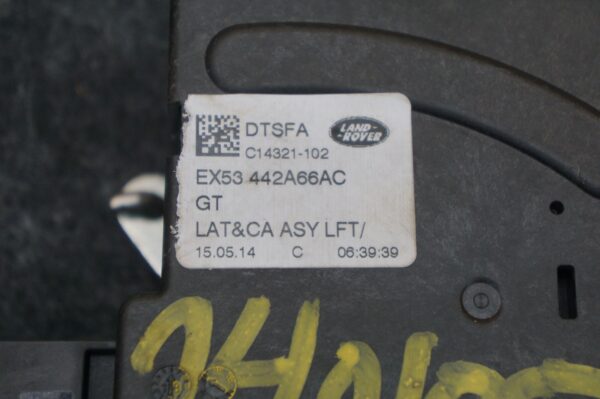 DTSFA LAND-ROVER
C14321-102
EX53 442A66AC
GT
LAT&CA ASY LFT/
15.05.14 C 06:39:39